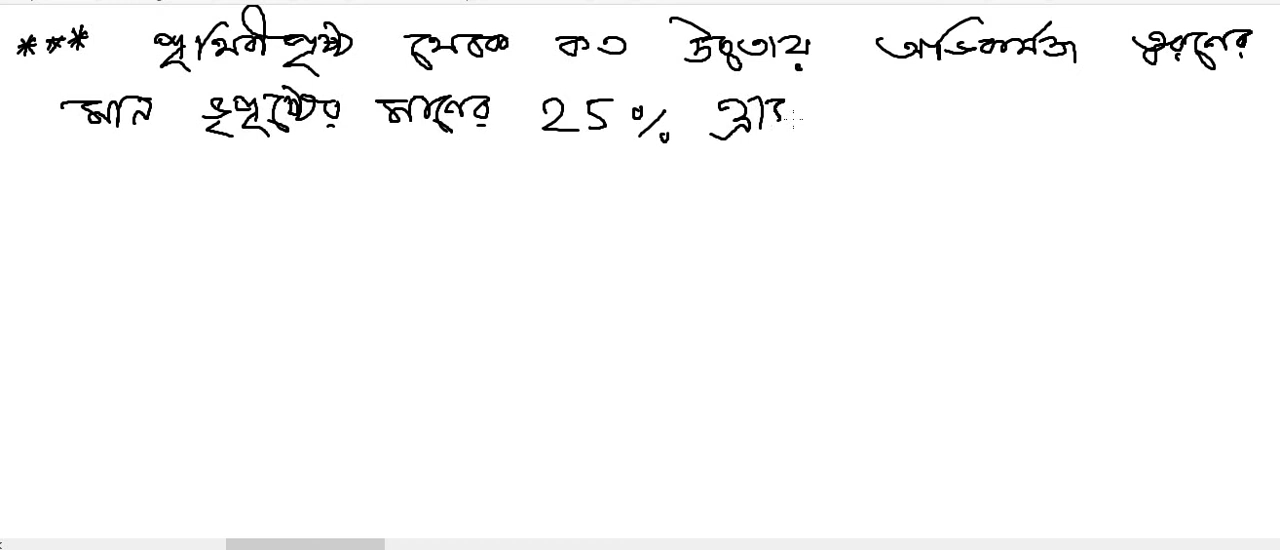 *** পৃথিবীপৃষ্ঠ থেকে কত উচ্চতায় অভিকর্ষজ ত্বরণের
মান ভূপৃষ্ঠের মাণের 25%